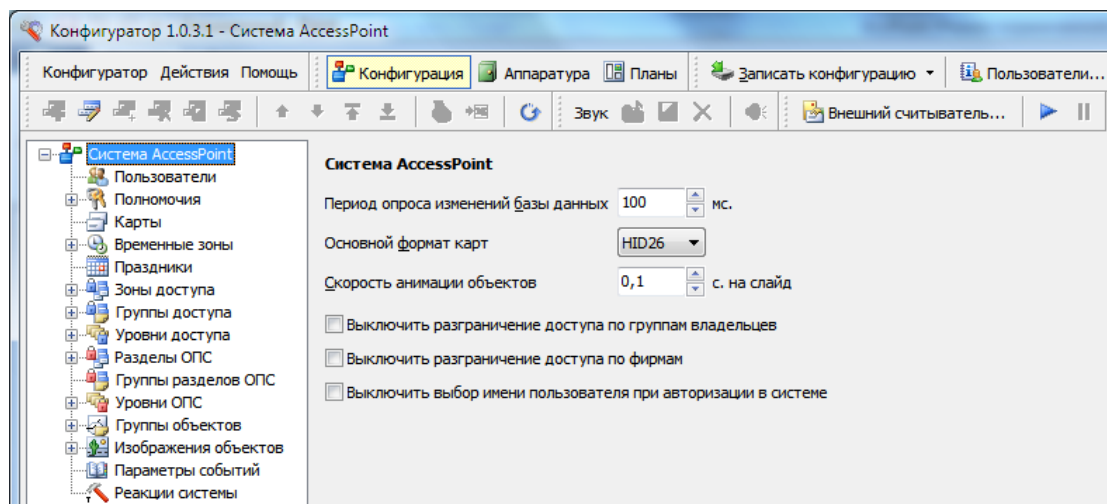 Конфигуратор 1.0.3.1 - Система AccessPoint
Конфигуратор Действия Помощь Конфигурация Аппаратура Планы Записать конфигурацию Пользователи...
Звук Внешний считыватель...
Система AccessPoint
Пользователи
Полномочия
Карты
Временные зоны
Праздники
Зоны доступа
Группы доступа
Уровни доступа
Разделы ОПС
Группы разделов ОПС
Уровни ОПС
Группы объектов
Изображения объектов
Параметры событий
Реакции системы
Система AccessPoint
Период опроса изменений базы данных 100 мс.
Основной формат карт HID26
Скорость анимации объектов 0,1 с. на слайд
Выключить разграничение доступа по группам владельцев
Выключить разграничение доступа по фирмам
Выключить выбор имени пользователя при авторизации в системе